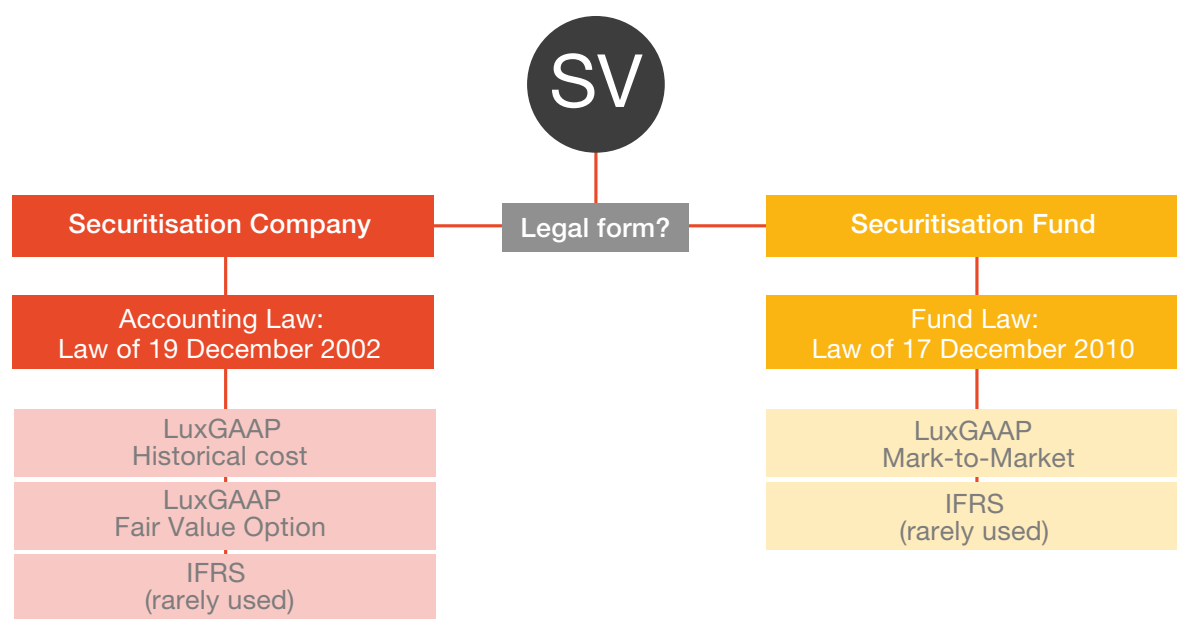 SV
Legal form?
Securitisation Company
Accounting Law:
Law of 19 December 2002
LuxGAAP
Historical cost
LuxGAAP
Fair Value Option
IFRS
(rarely used)
Securitisation Fund
Fund Law:
Law of 17 December 2010
LuxGAAP
Mark-to-Market
IFRS
(rarely used)